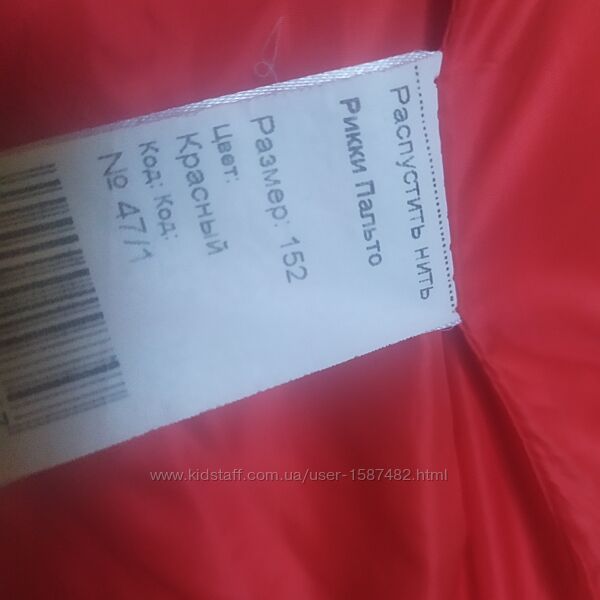 Распустить нить
Рикки Пальто
Размер: 152
Цвет:
Красный
Код: Код:
№ 47/1
www.kidstaff.com.ua/user-1587482.html